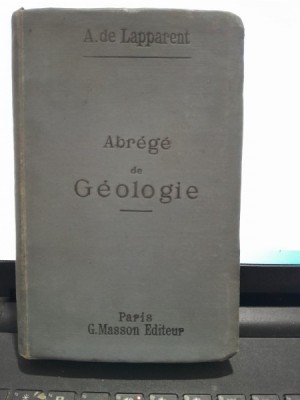 A. de Lapparent
Abrégé
de
Géologie
Paris
G. Masson Editeur